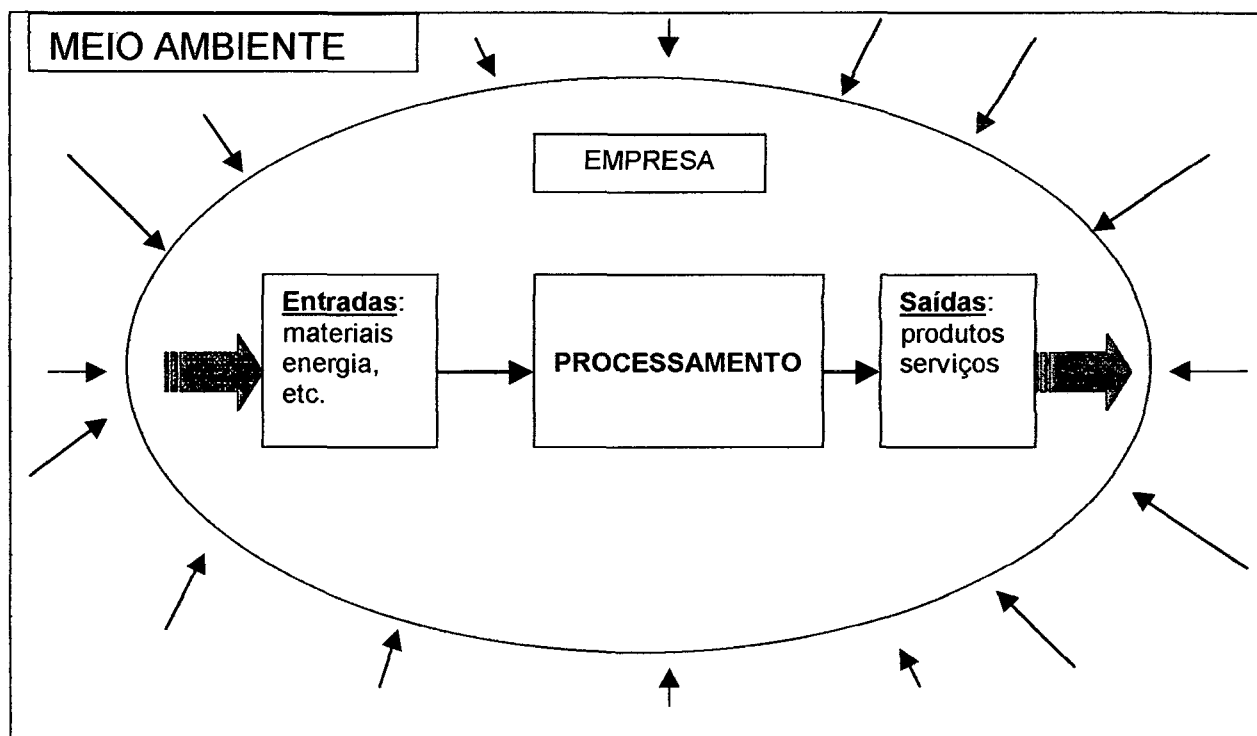 MEIO AMBIENTE
EMPRESA
Entradas:
materiais
energia,
etc.
PROCESSAMENTO
Saídas:
produtos
serviços